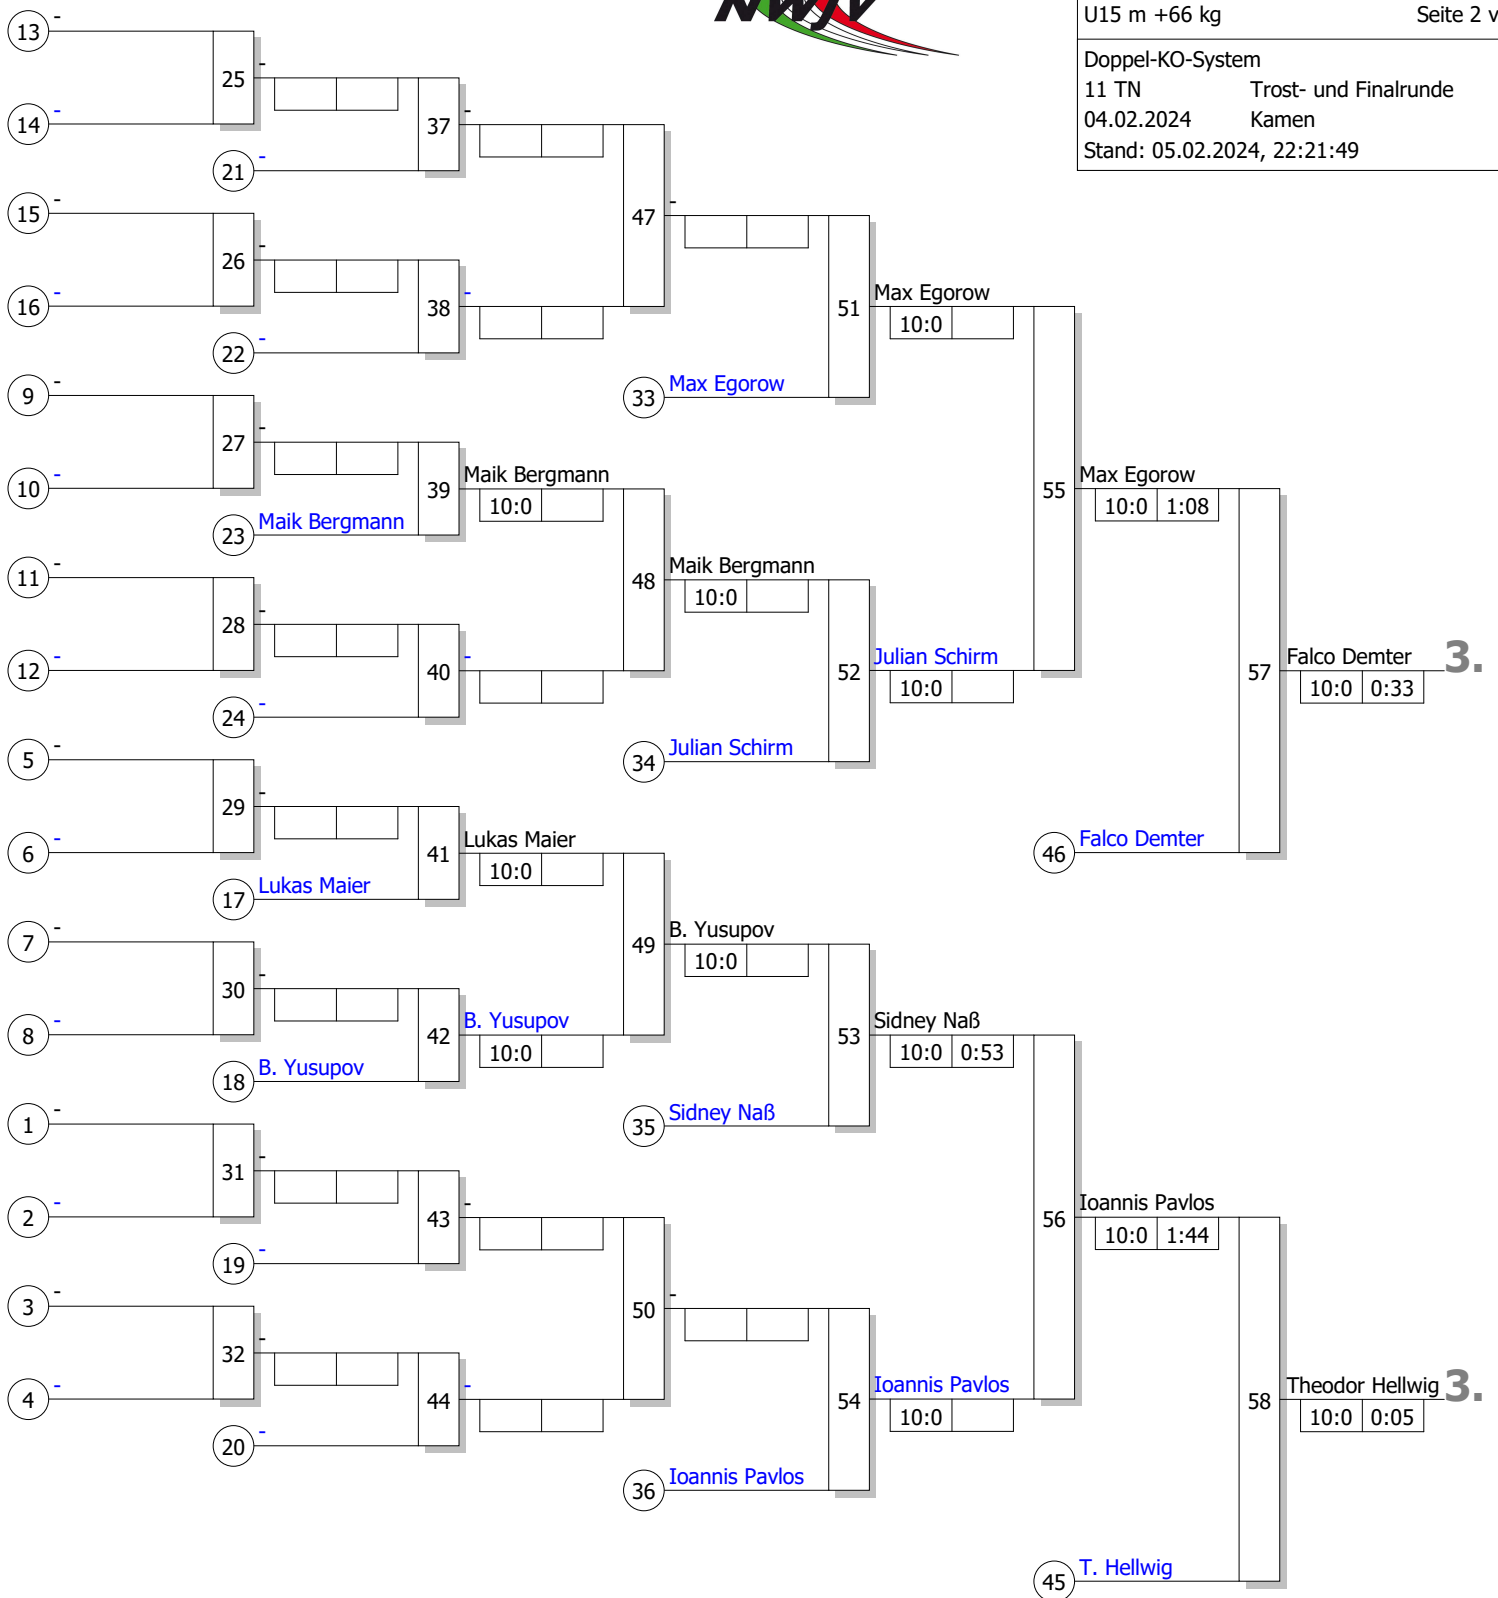 NWJV
U15 m +66 kg Seite 2 v
Doppel-KO-System
11 TN Trost- und Finalrunde
04.02.2024 Kamen
Stand: 05.02.2024, 22:21:49
13 -
25 -
14 -
37 -
21 -
15 -
47 -
26 -
16 -
38 -
51 Max Egorow
10:0
22 -
9 -
33 Max Egorow
27 -
10 -
39 Maik Bergmann
10:0
55 Max Egorow
10:0 1:08
23 Maik Bergmann
11 -
48 Maik Bergmann
10:0
28 -
12 -
40 -
52 Julian Schirm
10:0
57 Falco Demter 3.
10:0 0:33
24 -
5 -
34 Julian Schirm
29 -
6 -
41 Lukas Maier
10:0
46 Falco Demter
17 Lukas Maier
7 -
49 B. Yusupov
10:0
30 -
8 -
42 B. Yusupov
10:0
53 Sidney Naß
10:0 0:53
18 B. Yusupov
1 -
35 Sidney Naß
31 -
2 -
43 -
56 Ioannis Pavlos
10:0 1:44
19 -
3 -
50 -
32 -
4 -
44 -
54 Ioannis Pavlos
10:0
58 Theodor Hellwig 3.
10:0 0:05
20 -
36 Ioannis Pavlos
45 T. Hellwig